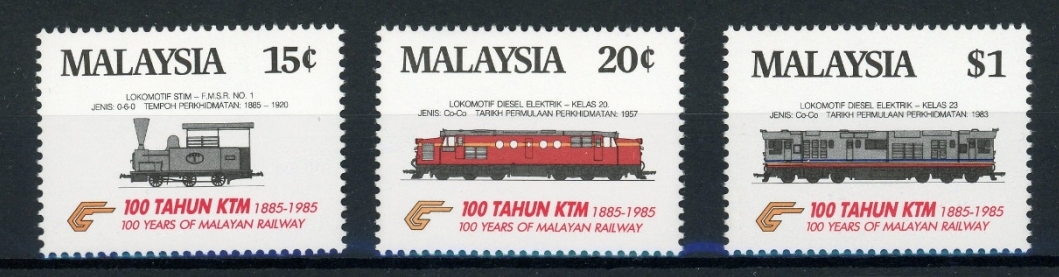 MALAYSIA 15¢
LOKOMOTIF STIM – F.M.S.R. NO. 1
JENIS: 0-6-0 TEMPOH PERKHIDMATAN: 1885 – 1920
100 TAHUN KTM 1885-1985
100 YEARS OF MALAYAN RAILWAY
MALAYSIA 20¢
LOKOMOTIF DIESEL ELEKTRIK – KELAS 20.
JENIS: Co-Co TARIKH PERMULAAN PERKHIDMATAN: 1957
100 TAHUN KTM 1885-1985
100 YEARS OF MALAYAN RAILWAY
MALAYSIA $1
LOKOMOTIF DIESEL ELEKTRIK – KELAS 23
JENIS: Co-Co TARIKH PERMULAAN PERKHIDMATAN: 1983
100 TAHUN KTM 1885-1985
100 YEARS OF MALAYAN RAILWAY